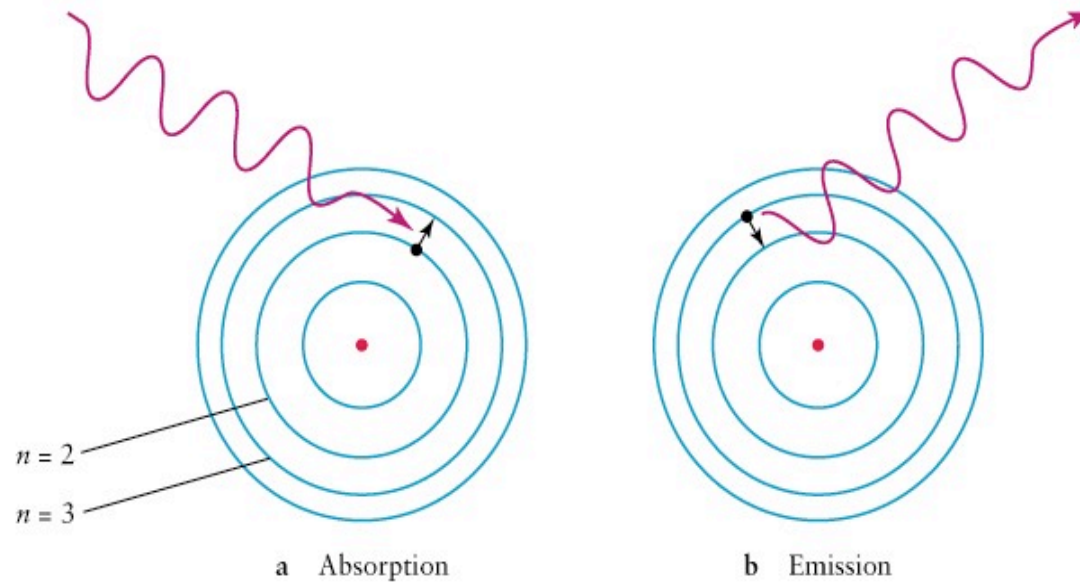 n = 2
n = 3
a Absorption
b Emission